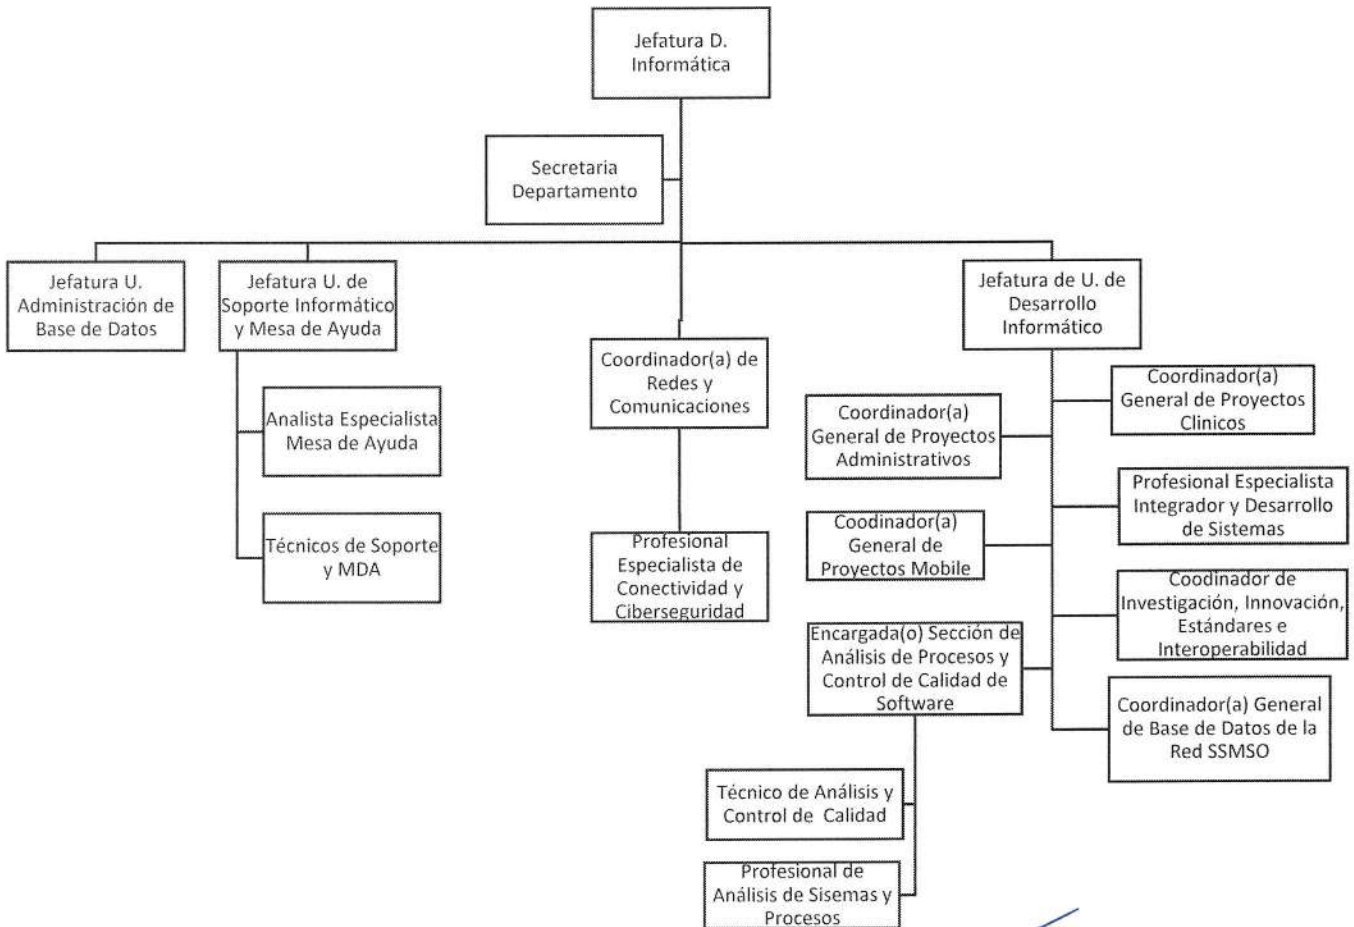 Jefatura D.
Informática
Secretaria
Departamento
Jefatura U.
Administración de
Base de Datos
Jefatura U. de
Soporte Informático
y Mesa de Ayuda
Analista Especialista
Mesa de Ayuda
Técnicos de Soporte
y MDA
Coordinador(a) de
Redes y
Comunicaciones
Profesional
Especialista de
Conectividad y
Ciberseguridad
Jefatura de U. de
Desarrollo
Informático
Coordinador(a)
General de Proyectos
Administrativos
Coodinador(a)
General de
Proyectos Mobile
Encargada(o) Sección de
Análisis de Procesos y
Control de Calidad de
Software
Técnico de Análisis y
Control de Calidad
Profesional de
Análisis de Sisemas y
Procesos
Coordinador(a)
General de Proyectos
Clinicos
Profesional Especialista
Integrador y Desarrollo
de Sistemas
Coodinador de
Investigación, Innovación,
Estándares e
Interoperabilidad
Coordinador(a) General
de Base de Datos de la
Red SSMSO